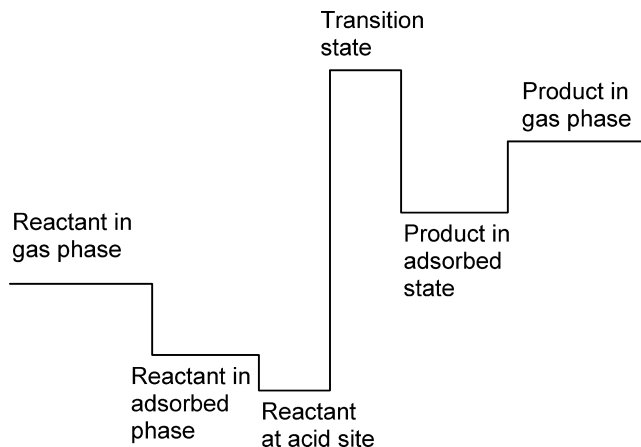 Transition
state
Product in
gas phase
Reactant in
gas phase
Product in
adsorbed
state
Reactant in
adsorbed
phase
Reactant
at acid site